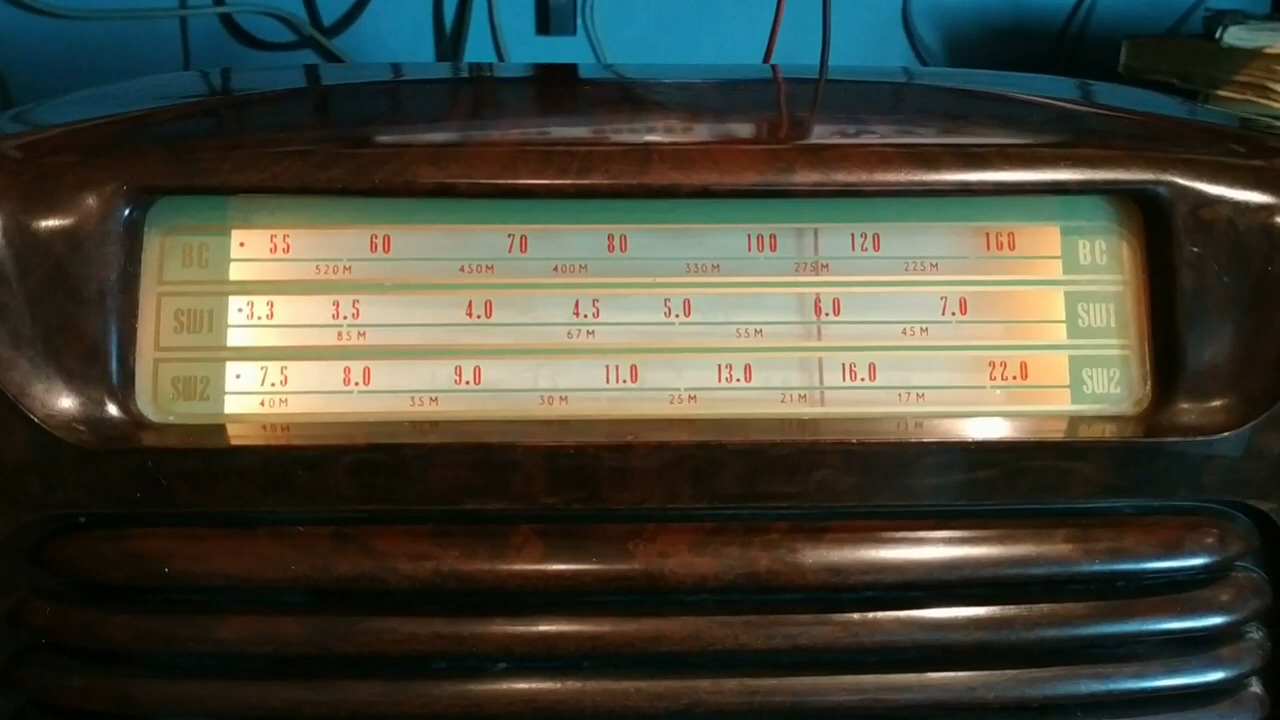 BC 55 60 70 80 100 120 160 BC
520M 450M 400M 330M 275M 225M
SW1 3.3 3.5 4.0 4.5 5.0 6.0 7.0 SW1
85M 67M 55M 45M
SW2 7.5 8.0 9.0 11.0 13.0 16.0 22.0 SW2
40M 35M 30M 25M 21M 17M